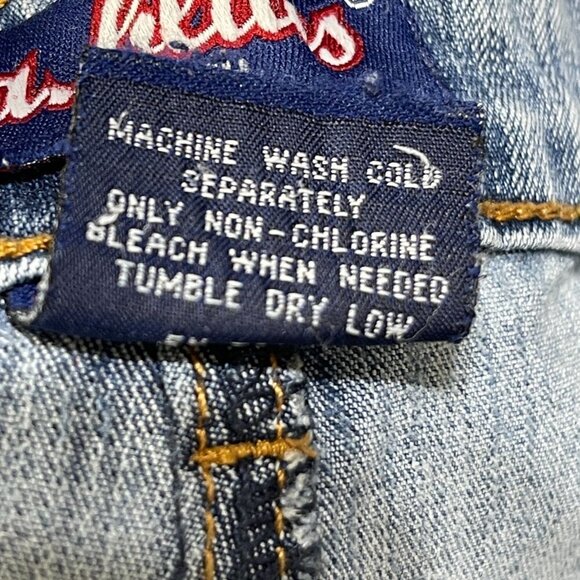 MACHINE WASH COLD
SEPARATELY
ONLY NON-CHLORINE
BLEACH WHEN NEEDED
TUMBLE DRY LOW